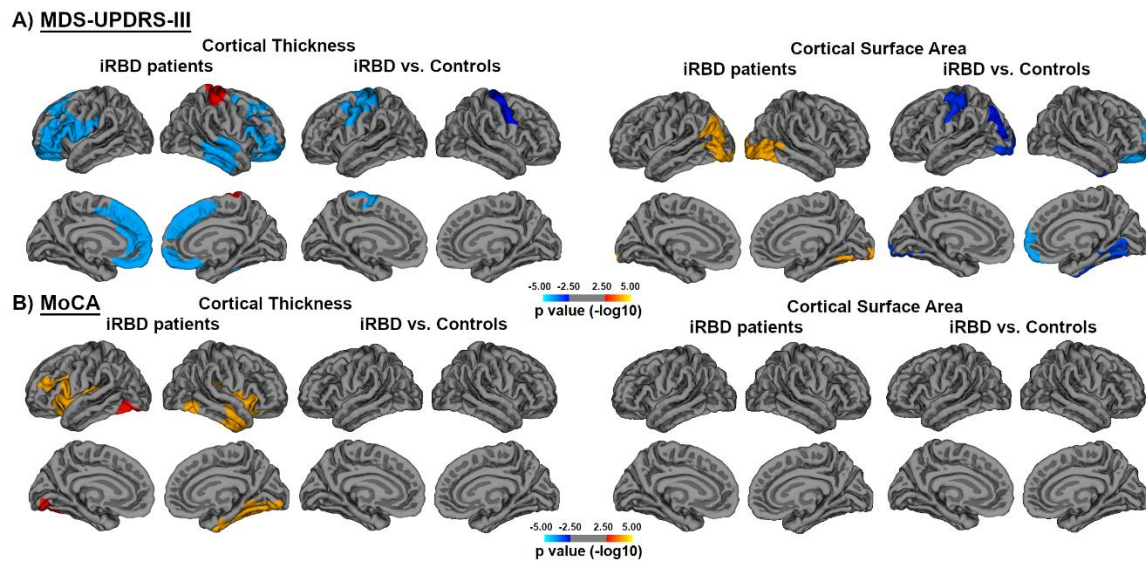 A) MDS-UPDRS-III
Cortical Thickness
iRBD patients iRBD vs. Controls
Cortical Surface Area
iRBD patients iRBD vs. Controls
-5.00 -2.50 2.50 5.00
p value (-log10)
B) MoCA
Cortical Thickness
iRBD patients iRBD vs. Controls
Cortical Surface Area
iRBD patients iRBD vs. Controls
-5.00 -2.50 2.50 5.00
p value (-log10)